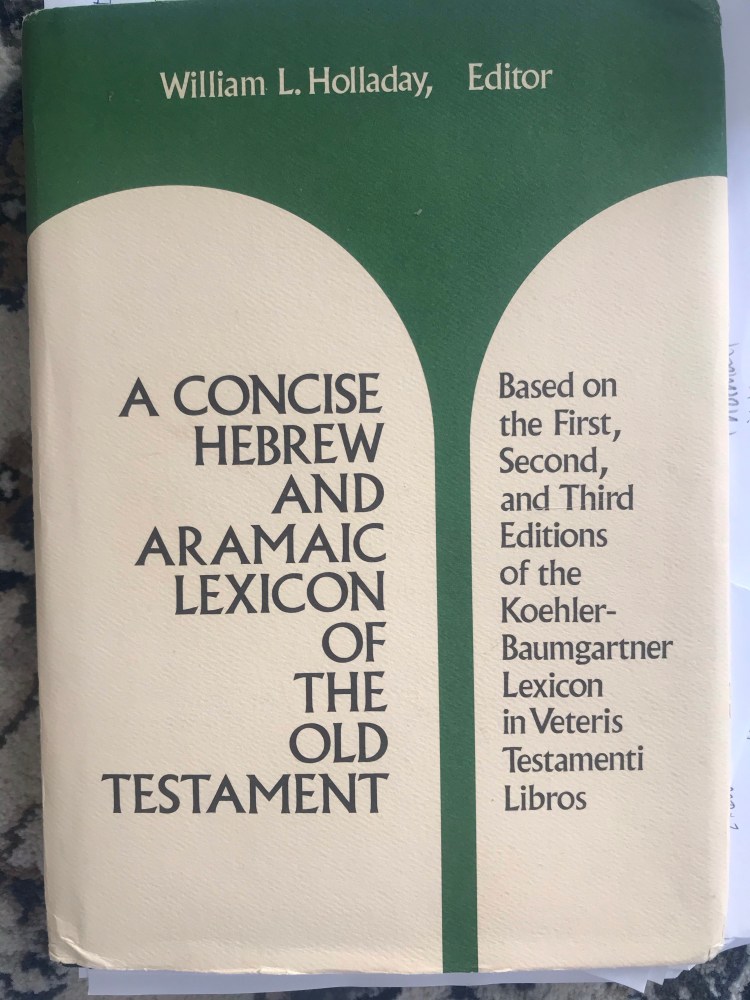 William L. Holladay, Editor
A CONCISE
HEBREW
AND
ARAMAIC
LEXICON
OF
THE
OLD
TESTAMENT
Based on
the First,
Second,
and Third
Editions
of the
Koehler-
Baumgartner
Lexicon
in Veteris
Testamenti
Libros